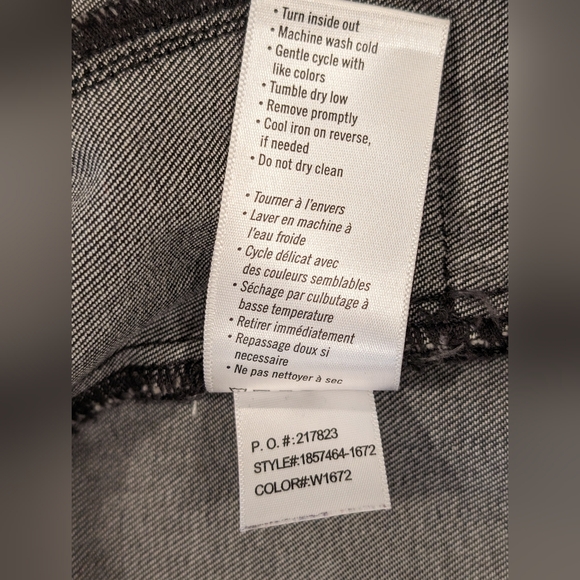 • Turn inside out
• Machine wash cold
• Gentle cycle with
like colors
• Tumble dry low
• Remove promptly
• Cool iron on reverse,
if needed
• Do not dry clean
• Tourner à l'envers
• Laver en machine à
l'eau froide
• Cycle délicat avec
des couleurs semblables
• Séchage par culbutage à
basse temperature
• Retirer immédiatement
• Repassage doux si
necessaire
• Ne pas nettoyer à sec
P. O. #:217823
STYLE#:1857464-1672
COLOR#:W1672